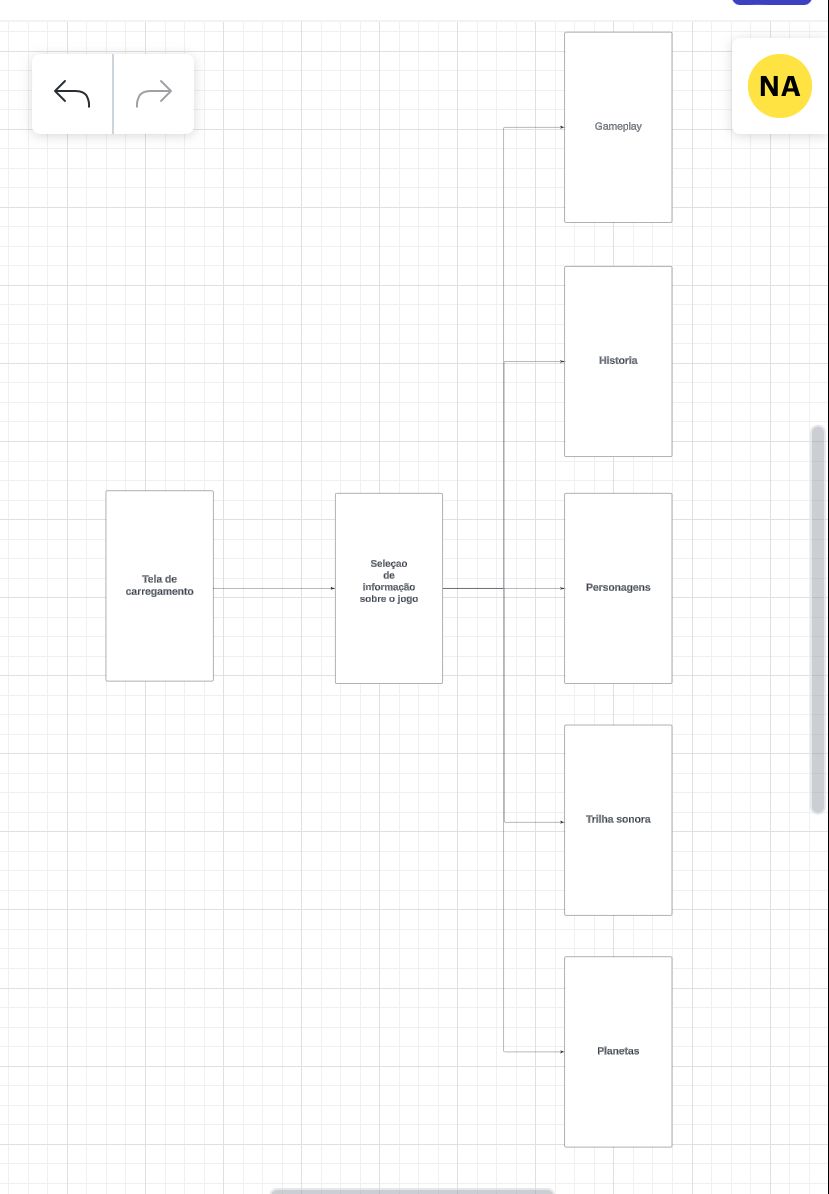 NA
Gameplay
Historia
Tela de
carregamento
Seleçao
de
informação
sobre o jogo
Personagens
Trilha sonora
Planetas